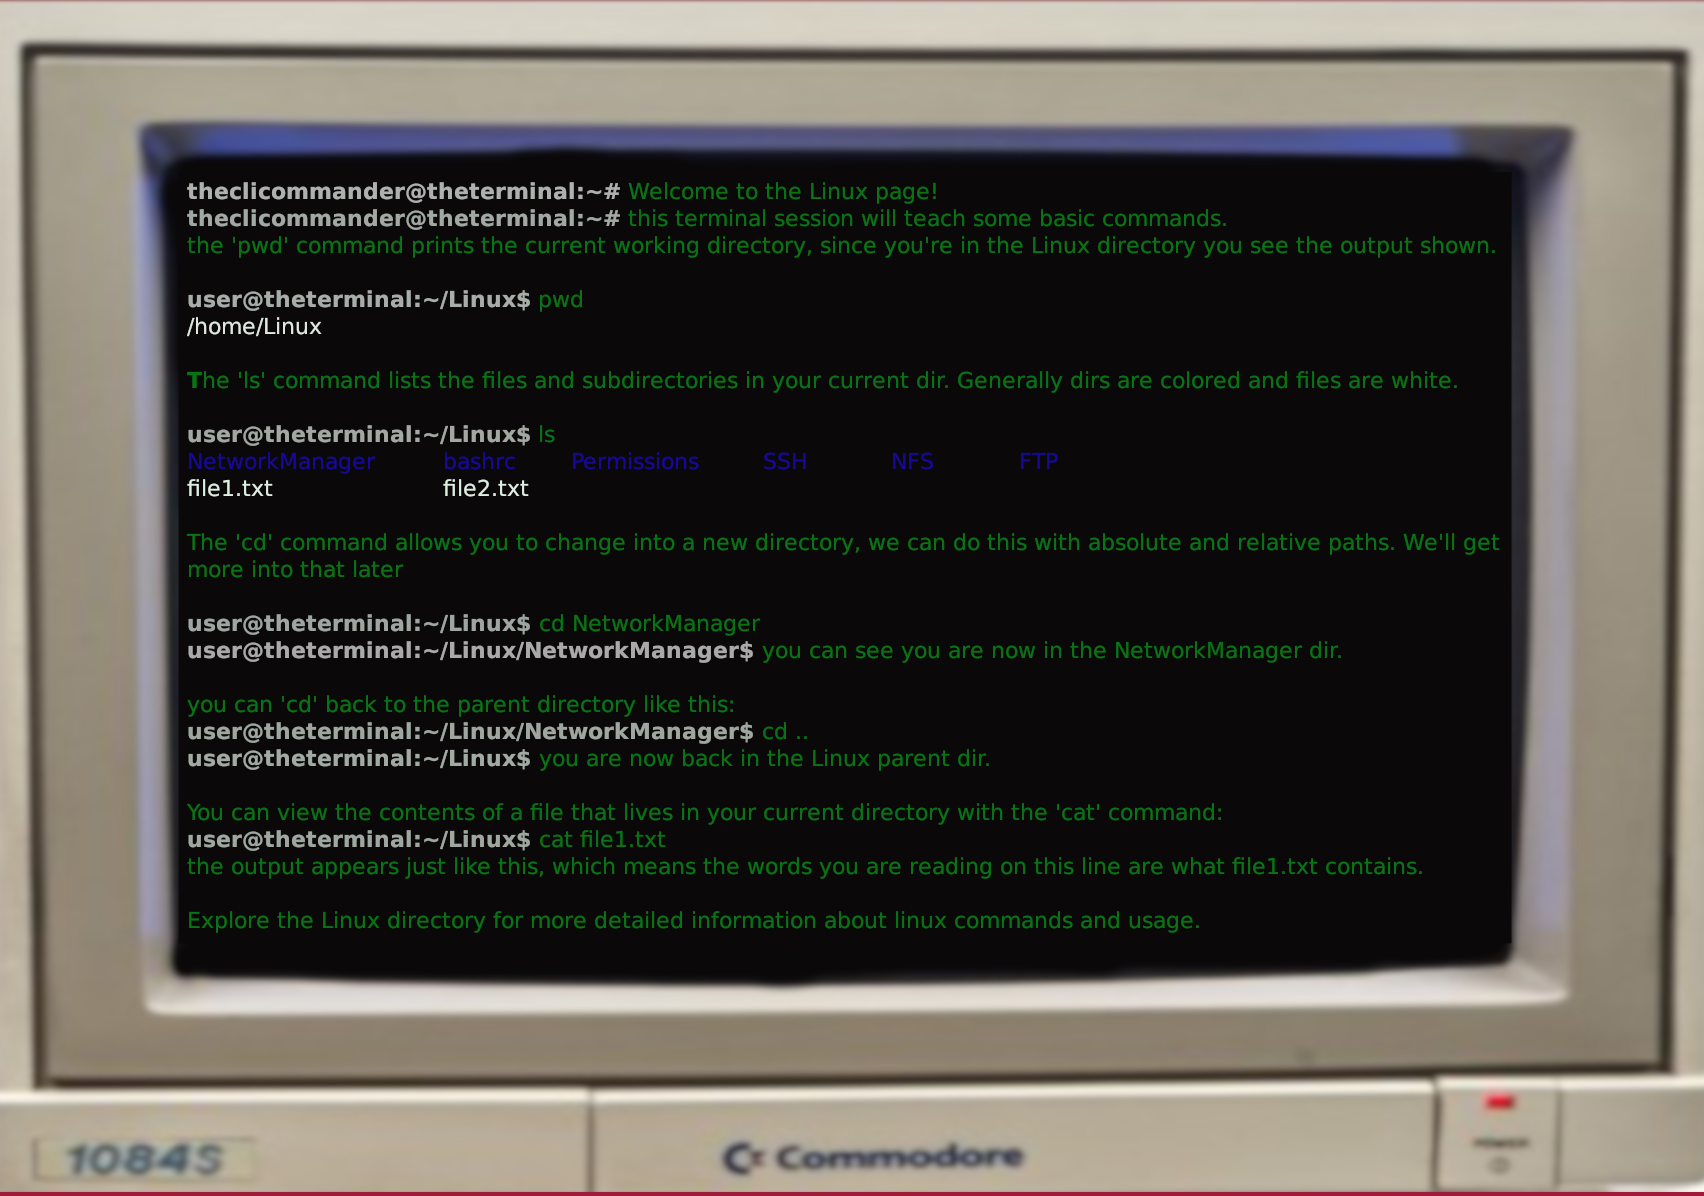 theclicommander@theterminal:~# Welcome to the Linux page!
theclicommander@theterminal:~# this terminal session will teach some basic commands.
the 'pwd' command prints the current working directory, since you're in the Linux directory you see the output shown.
user@theterminal:~/Linux$ pwd
/home/Linux
The 'ls' command lists the files and subdirectories in your current dir. Generally dirs are colored and files are white.
user@theterminal:~/Linux$ ls
NetworkManager bashrc Permissions SSH NFS FTP
file1.txt file2.txt
The 'cd' command allows you to change into a new directory, we can do this with absolute and relative paths. We'll get
more into that later
user@theterminal:~/Linux$ cd NetworkManager
user@theterminal:~/Linux/NetworkManager$ you can see you are now in the NetworkManager dir.
you can 'cd' back to the parent directory like this:
user@theterminal:~/Linux/NetworkManager$ cd ..
user@theterminal:~/Linux$ you are now back in the Linux parent dir.
You can view the contents of a file that lives in your current directory with the 'cat' command:
user@theterminal:~/Linux$ cat file1.txt
the output appears just like this, which means the words you are reading on this line are what file1.txt contains.
Explore the Linux directory for more detailed information about linux commands and usage.
1084S
Commodore